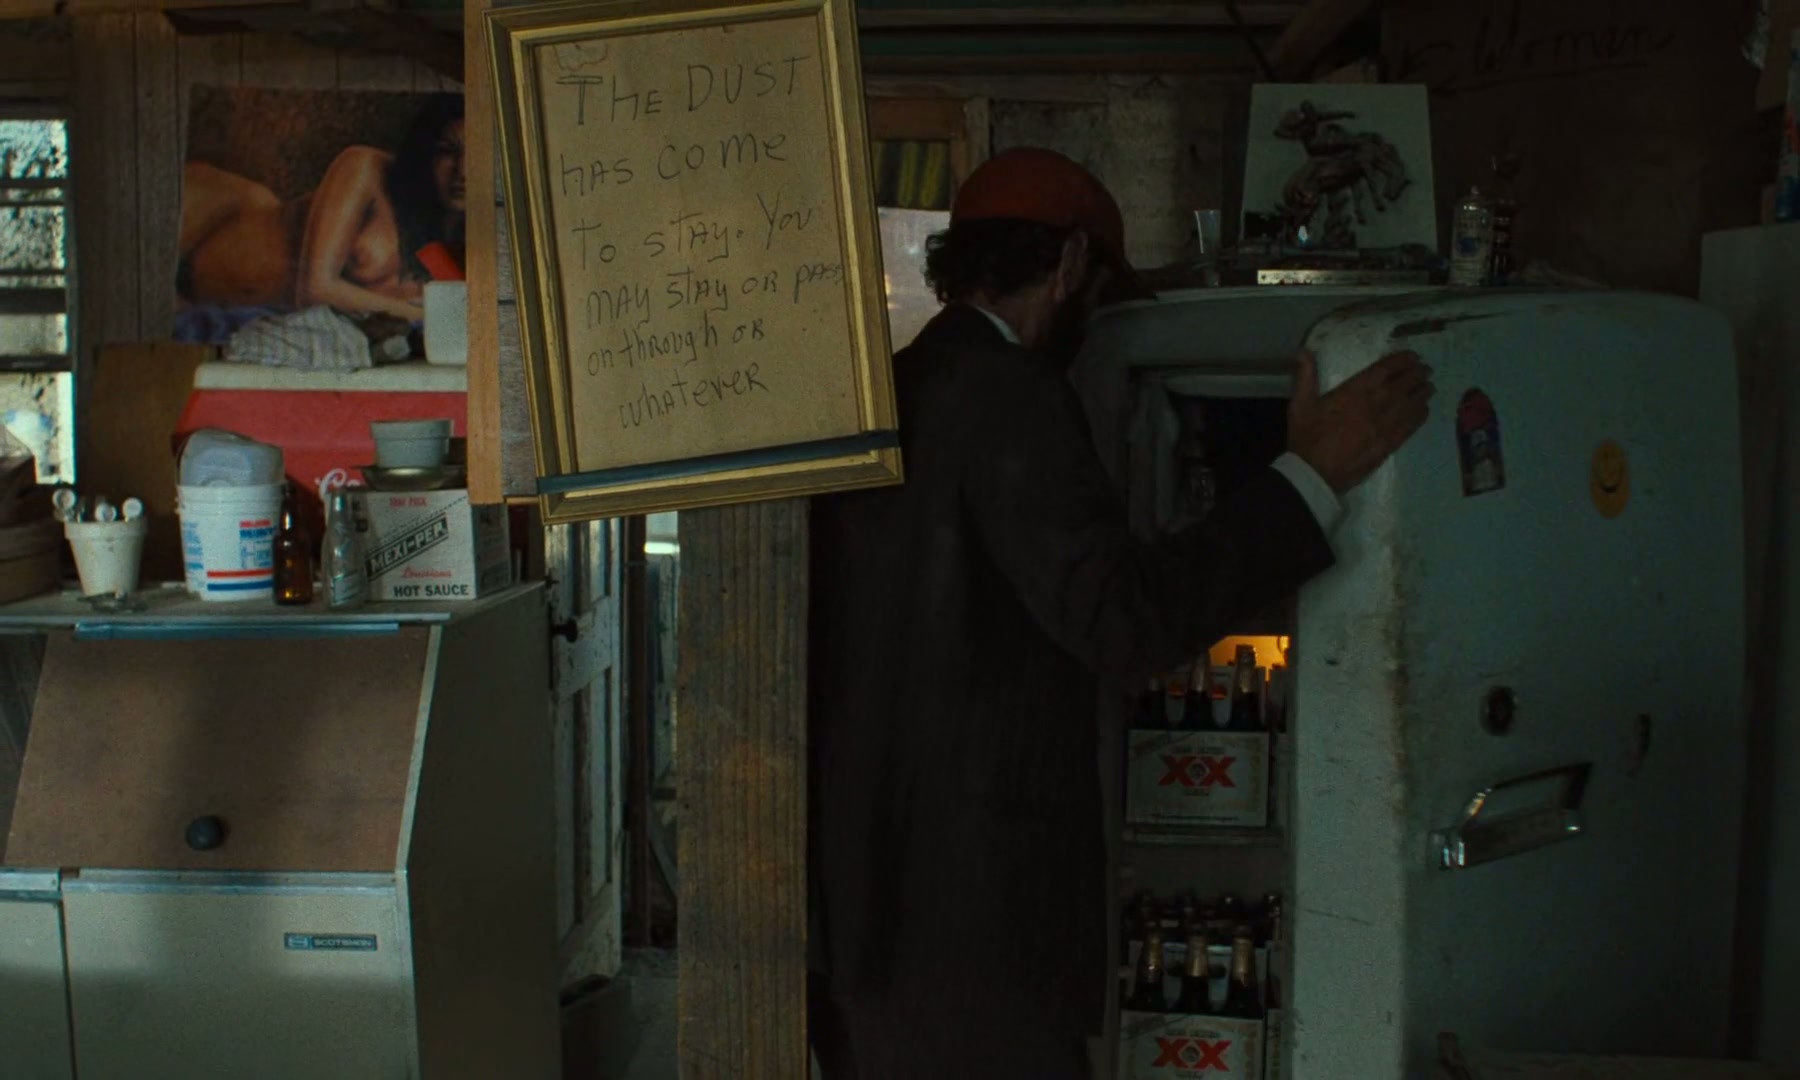 THE DUST
HAS COME
TO STAY. YOU
MAY STAY OR PASS
ON THROUGH OR
WHATEVER
Woman
MEXI-PEP
Louisiana
HOT SAUCE
SCOTSMAN
XX
XX